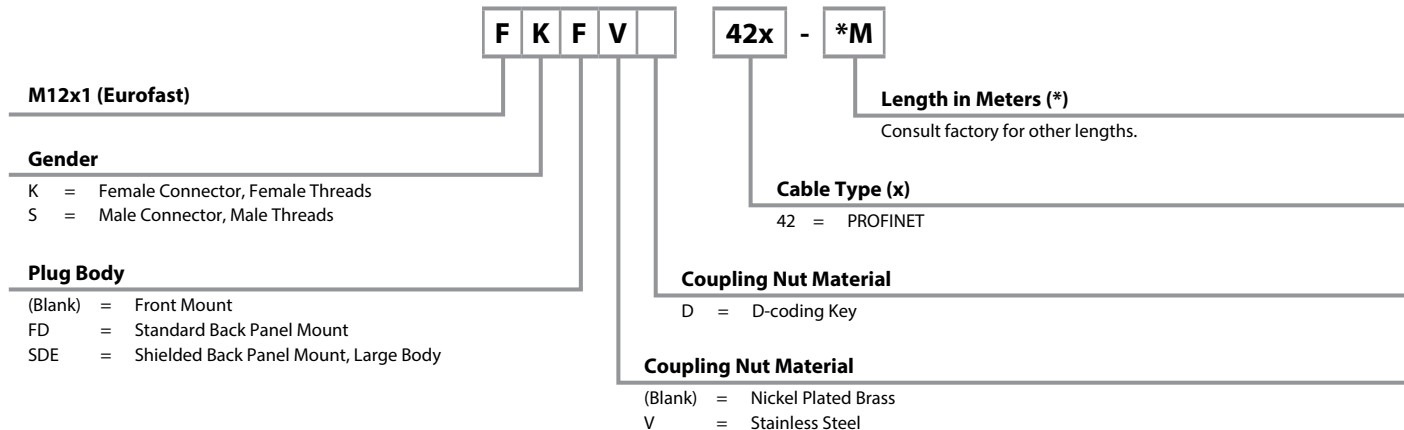 F K F V 42x - *M
M12x1 (Eurofast)
Length in Meters (*)
Consult factory for other lengths.
Gender
K = Female Connector, Female Threads
S = Male Connector, Male Threads
Cable Type (x)
42 = PROFINET
Plug Body
(Blank) = Front Mount
FD = Standard Back Panel Mount
SDE = Shielded Back Panel Mount, Large Body
Coupling Nut Material
D = D-coding Key
Coupling Nut Material
(Blank) = Nickel Plated Brass
V = Stainless Steel